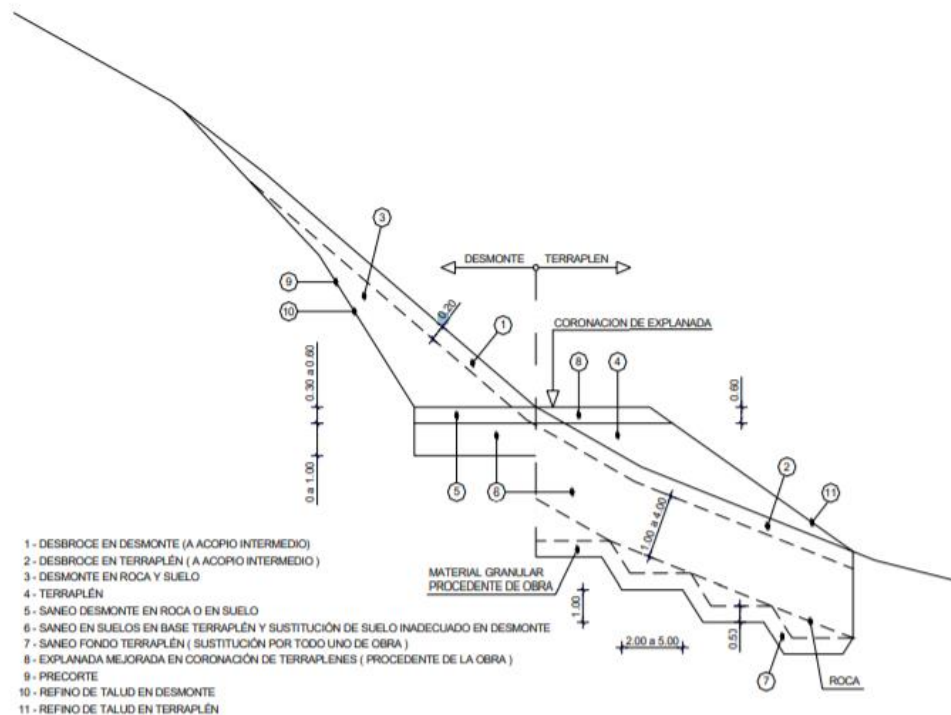 3
DESMONTE
TERRAPLEN
9
10
0.20
1
CORONACION DE EXPLANADA
8
4
0.30 a 0.60
0.60
0 a 1.00
5
6
2
11
1.00 a 4.00
MATERIAL GRANULAR
PROCEDENTE DE OBRA
1.00
2.00 a 5.00
0.53
7
ROCA
1 - DESBROCE EN DESMONTE (A ACOPIO INTERMEDIO)
2 - DESBROCE EN TERRAPLÉN ( A ACOPIO INTERMEDIO )
3 - DESMONTE EN ROCA Y SUELO
4 - TERRAPLÉN
5 - SANEO DESMONTE EN ROCA O EN SUELO
6 - SANEO EN SUELOS EN BASE TERRAPLÉN Y SUSTITUCIÓN DE SUELO INADECUADO EN DESMONTE
7 - SANEO FONDO TERRAPLÉN ( SUSTITUCIÓN POR TODO UNO DE OBRA )
8 - EXPLANADA MEJORADA EN CORONACIÓN DE TERRAPLENES ( PROCEDENTE DE LA OBRA )
9 - PRECORTE
10 - REFINO DE TALUD EN DESMONTE
11 - REFINO DE TALUD EN TERRAPLÉN